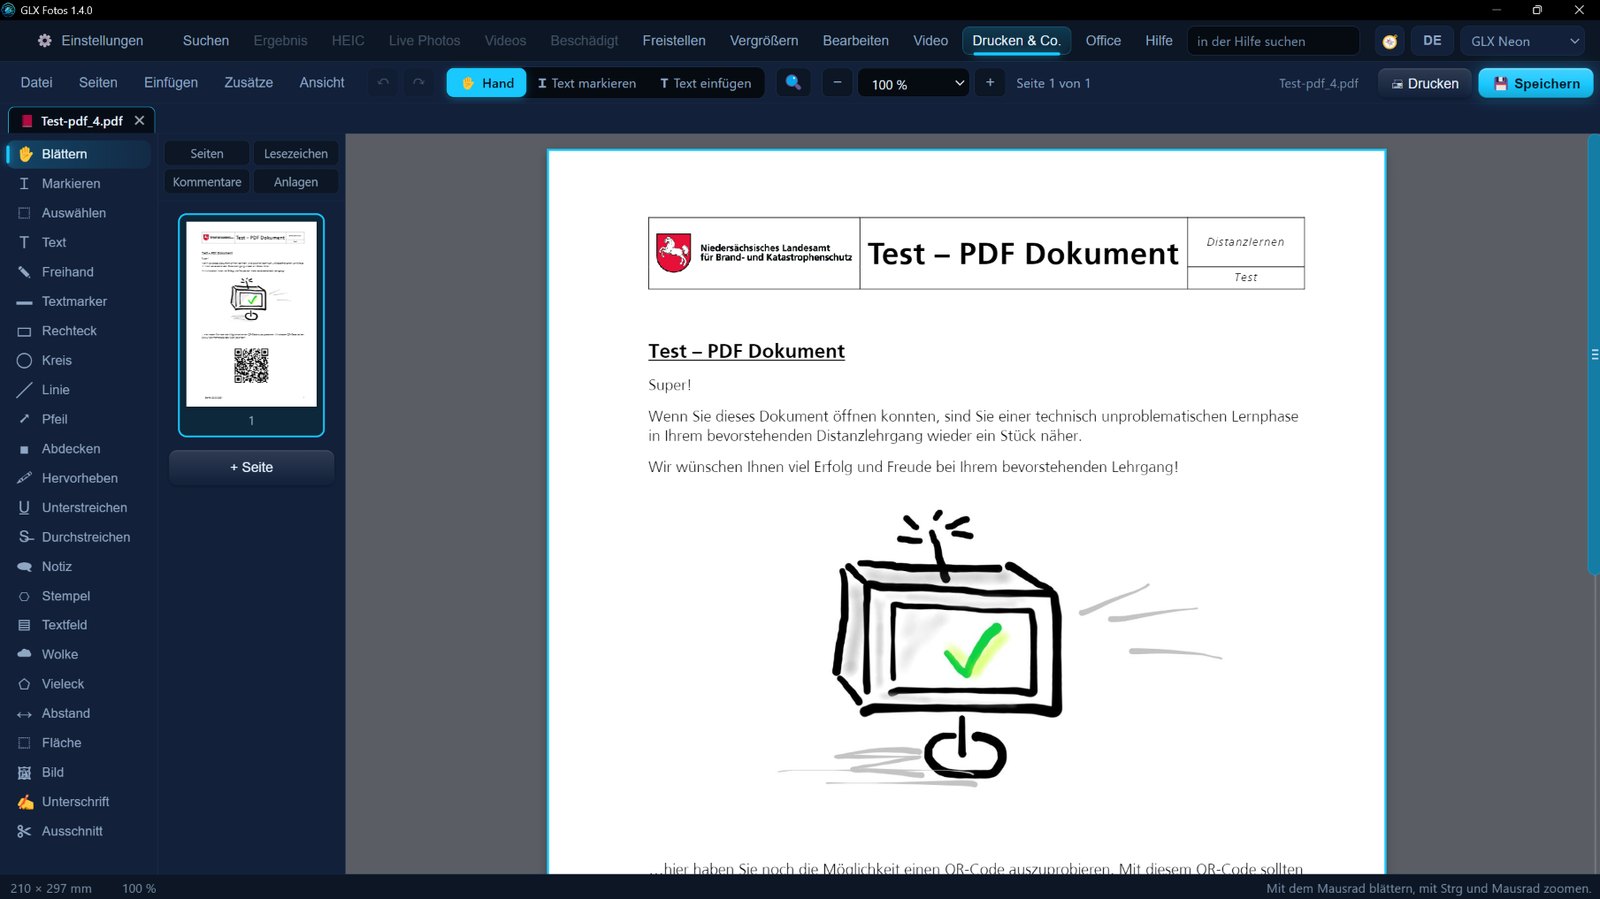 GLX Fotos 1.4.0
Einstellungen Suchen Ergebnis HEIC Live Photos Videos Beschädigt Freistellen Vergrößern Bearbeiten Video Drucken & Co. Office Hilfe in der Hilfe suchen DE GLX Neon
Datei Seiten Einfügen Zusätze Ansicht Hand Text markieren Text einfügen − 100 % + Seite 1 von 1 Test-pdf_4.pdf Drucken Speichern
Test-pdf_4.pdf
Blättern
Markieren
Auswählen
Text
Freihand
Textmarker
Rechteck
Kreis
Linie
Pfeil
Abdecken
Hervorheben
Unterstreichen
Durchstreichen
Notiz
Stempel
Textfeld
Wolke
Vieleck
Abstand
Fläche
Bild
Unterschrift
Ausschnitt
Seiten Lesezeichen
Kommentare Anlagen
Test – PDF Dokument
1
+ Seite
Niedersächsisches Landesamt
für Brand- und Katastrophenschutz
Test – PDF Dokument
Distanzlernen
Test
Test – PDF Dokument
Super!
Wenn Sie dieses Dokument öffnen konnten, sind Sie einer technisch unproblematischen Lernphase
in Ihrem bevorstehenden Distanzlehrgang wieder ein Stück näher.
Wir wünschen Ihnen viel Erfolg und Freude bei Ihrem bevorstehenden Lehrgang!
…hier haben Sie noch die Möglichkeit einen QR-Code auszuprobieren. Mit diesem QR-Code sollten
210 × 297 mm 100 %
Mit dem Mausrad blättern, mit Strg und Mausrad zoomen.